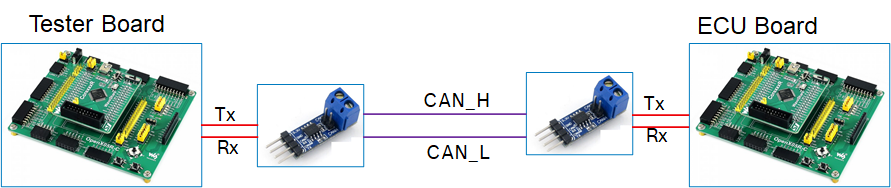 Tester Board
ECU Board
Tx
Rx
CAN_H
CAN_L
Tx
Rx